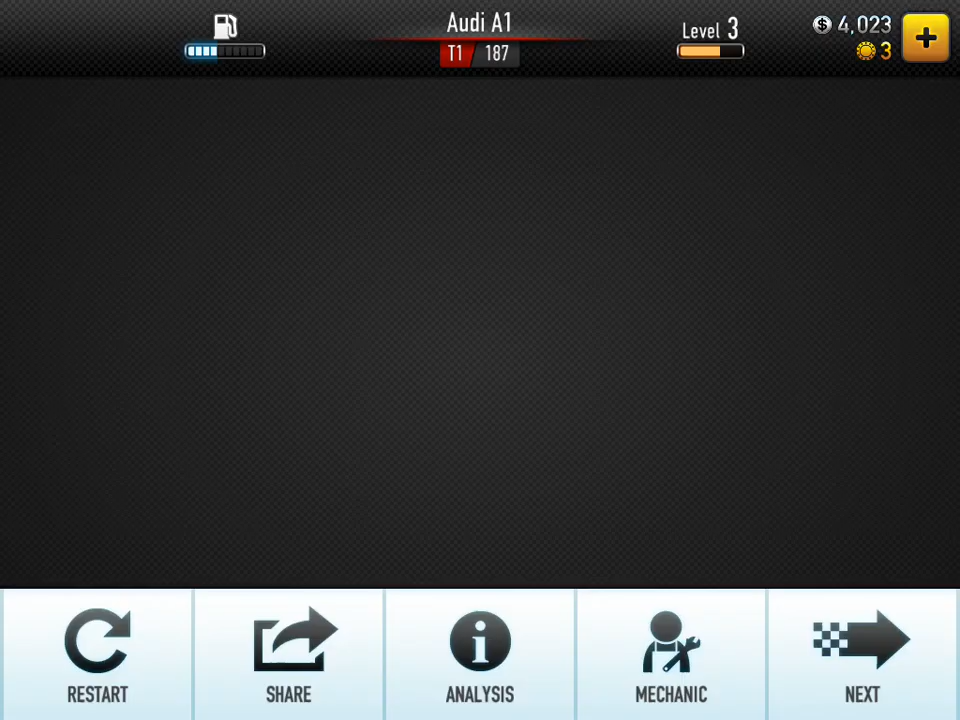 Audi A1
T1 187
Level 3
4,023
3
RESTART
SHARE
ANALYSIS
MECHANIC
NEXT